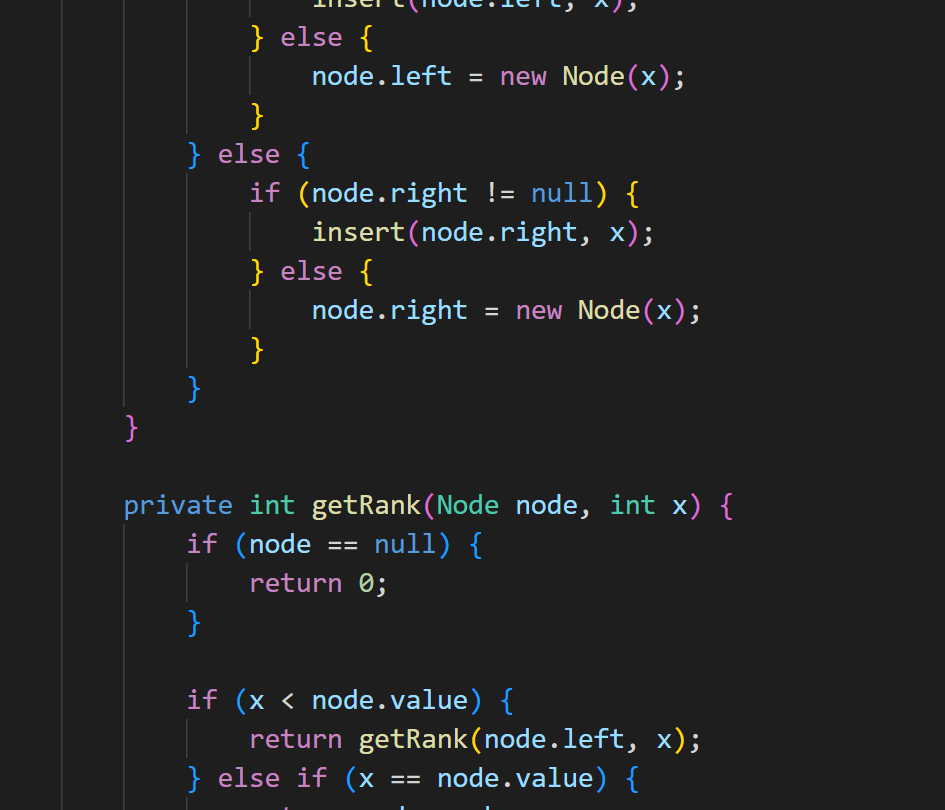 insert(node.left, x);
} else {
node.left = new Node(x);
}
} else {
if (node.right != null) {
insert(node.right, x);
} else {
node.right = new Node(x);
}
}
}
private int getRank(Node node, int x) {
if (node == null) {
return 0;
}
if (x < node.value) {
return getRank(node.left, x);
} else if (x == node.value) {